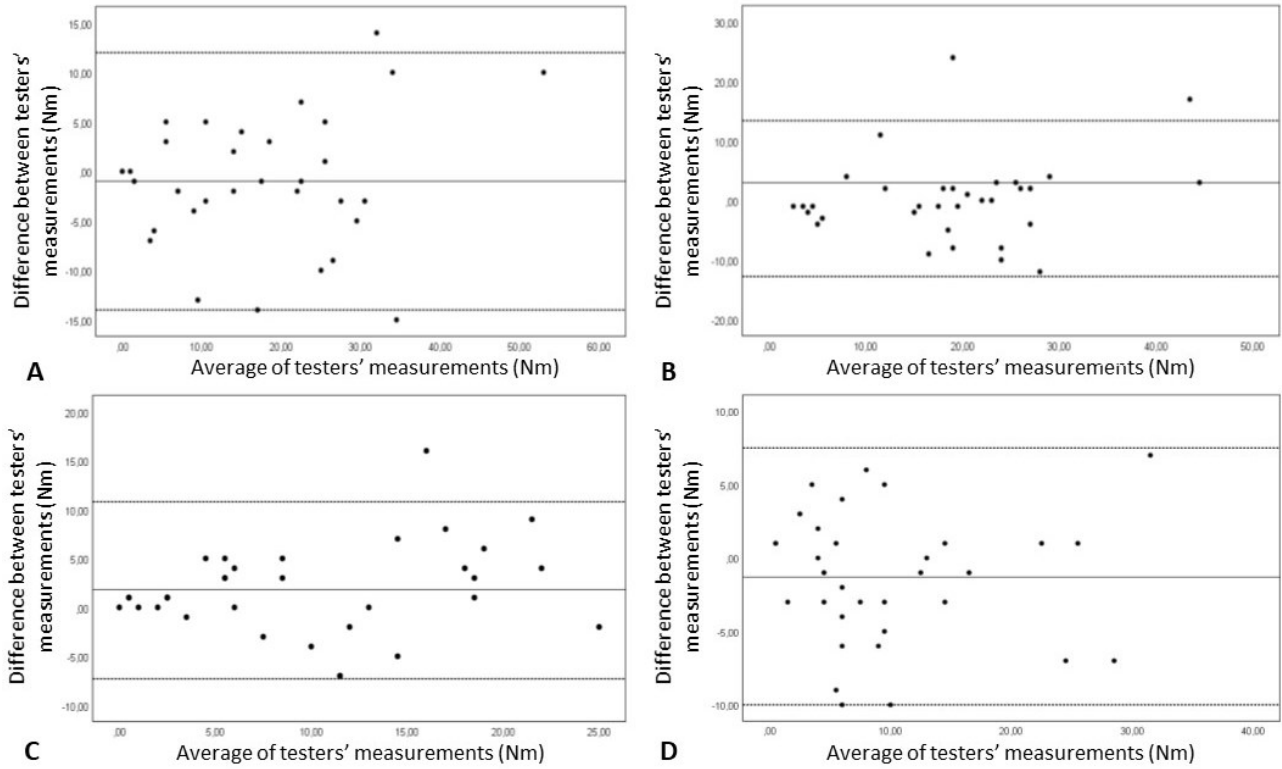 Difference between testers'
measurements (Nm)
15,00
10,00
5,00
,00
-5,00
-10,00
-15,00
,00 10,00 20,00 30,00 40,00 50,00 60,00
A Average of testers' measurements (Nm)
Difference between testers'
measurements (Nm)
30,00
20,00
10,00
,00
-10,00
-20,00
,00 10,00 20,00 30,00 40,00 50,00
B Average of testers' measurements (Nm)
Difference between testers'
measurements (Nm)
20,00
15,00
10,00
5,00
,00
-5,00
-10,00
,00 5,00 10,00 15,00 20,00 25,00
C Average of testers' measurements (Nm)
Difference between testers'
measurements (Nm)
10,00
5,00
,00
-5,00
-10,00
,00 10,00 20,00 30,00 40,00
D Average of testers' measurements (Nm)